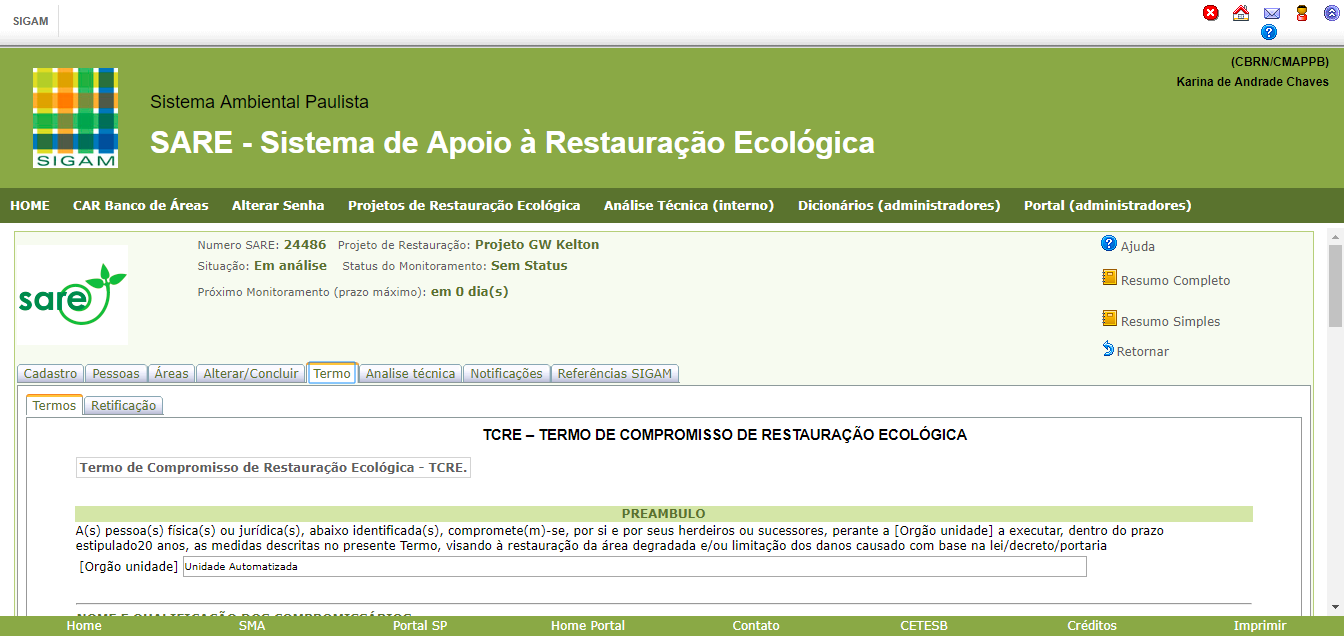 SIGAM
(CBRN/CMAPPB)
Karina de Andrade Chaves
Sistema Ambiental Paulista
SARE - Sistema de Apoio à Restauração Ecológica
SIGAM
HOME CAR Banco de Áreas Alterar Senha Projetos de Restauração Ecológica Análise Técnica (interno) Dicionários (administradores) Portal (administradores)
Numero SARE: 24486 Projeto de Restauração: Projeto GW Kelton
Situação: Em análise Status do Monitoramento: Sem Status
Próximo Monitoramento (prazo máximo): em 0 dia(s)
sare
Ajuda
Resumo Completo
Resumo Simples
Retornar
Cadastro Pessoas Áreas Alterar/Concluir Termo Analise técnica Notificações Referências SIGAM
Termos Retificação
TCRE – TERMO DE COMPROMISSO DE RESTAURAÇÃO ECOLÓGICA
Termo de Compromisso de Restauração Ecológica - TCRE.
PREAMBULO
A(s) pessoa(s) física(s) ou jurídica(s), abaixo identificada(s), compromete(m)-se, por si e por seus herdeiros ou sucessores, perante a [Orgão unidade] a executar, dentro do prazo
estipulado20 anos, as medidas descritas no presente Termo, visando à restauração da área degradada e/ou limitação dos danos causado com base na lei/decreto/portaria
[Orgão unidade] Unidade Automatizada
NOME E QUALIFICAÇÃO DOS COMPROMISSÁRIOS
Home SMA Portal SP Home Portal Contato CETESB Créditos Imprimir